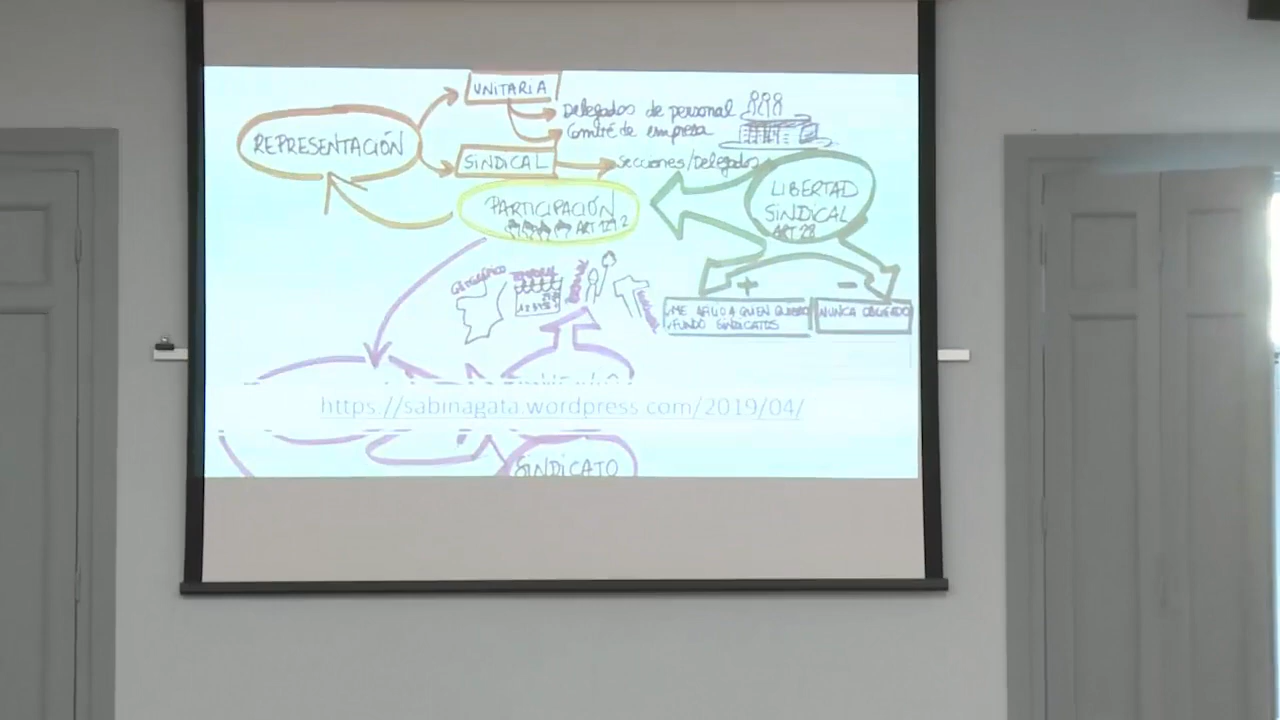 UNITARIA
Delegados de personal
Comité de empresa
REPRESENTACIÓN
SINDICAL
Secciones/Delegados
LIBERTAD
SINDICAL
ART 28
PARTICIPACIÓN
ART 129.2
+
-
ME AFILIO A QUIEN QUIERO
FUNDO SINDICATOS
NUNCA OBLIGADO
https://sabinagata.wordpress.com/2019/04/
SINDICATO